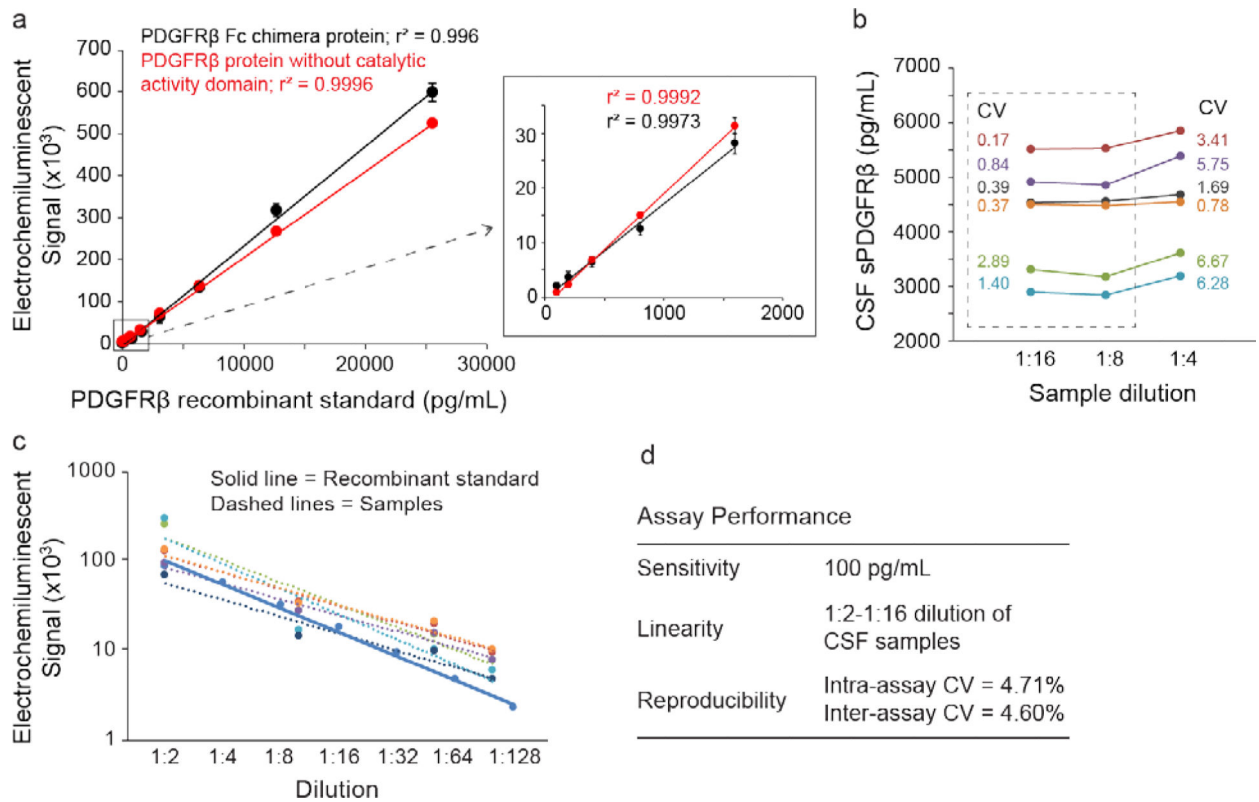 a
PDGFRβ Fc chimera protein; r² = 0.996
PDGFRβ protein without catalytic
activity domain; r² = 0.9996
Electrochemiluminescent
Signal (x10³)
700
600
500
400
300
200
100
0
0
10000
20000
30000
PDGFRβ recombinant standard (pg/mL)
r² = 0.9992
r² = 0.9973
30
20
10
0
0
1000
2000
b
CSF sPDGFRβ (pg/mL)
7000
6000
5000
4000
3000
2000
CV
0.17
0.84
0.39
0.37
2.89
1.40
CV
3.41
5.75
1.69
0.78
6.67
6.28
1:16
1:8
1:4
Sample dilution
c
Solid line = Recombinant standard
Dashed lines = Samples
Electrochemiluminescent
Signal (x10³)
1000
100
10
1
1:2
1:4
1:8
1:16
1:32
1:64
1:128
Dilution
d
Assay Performance
Sensitivity 100 pg/mL
Linearity 1:2-1:16 dilution of
CSF samples
Reproducibility Intra-assay CV = 4.71%
Inter-assay CV = 4.60%